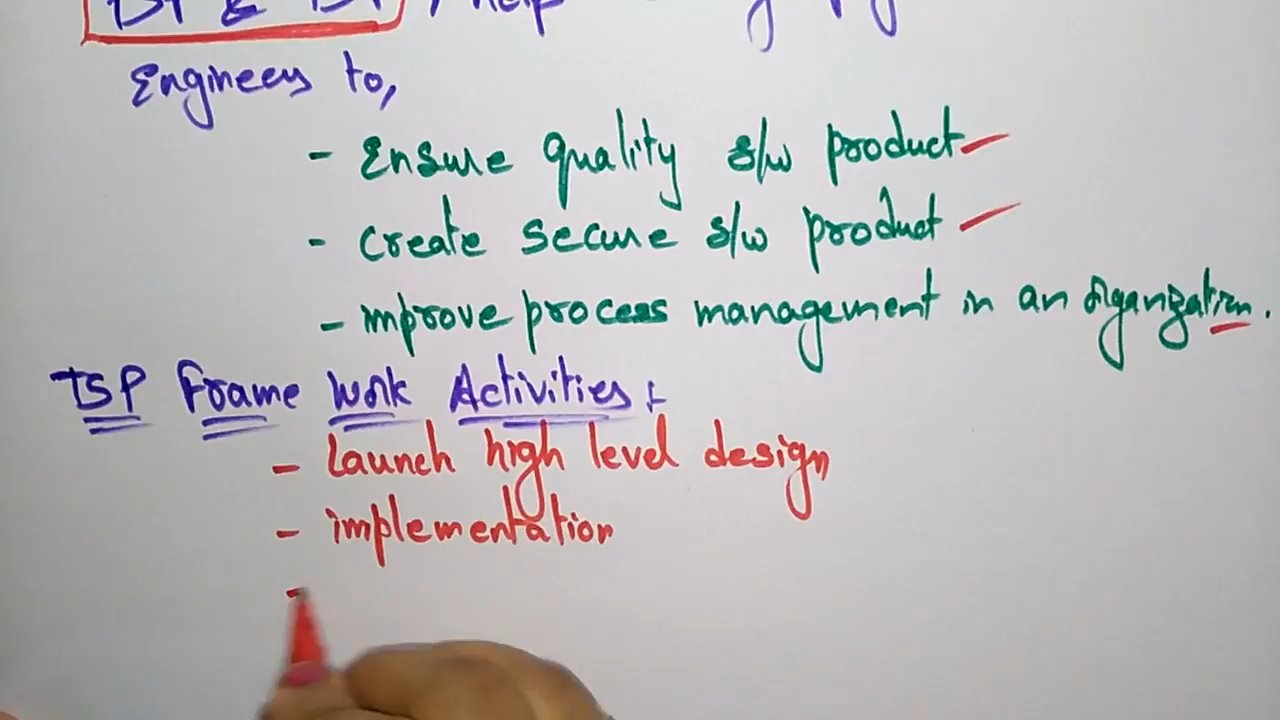 help
Engineers to,
- Ensure quality s/w product
- create secure s/w product
- improve process management in an organization.
TSP Frame Work Activities :
- Launch high level design
- implementation
-